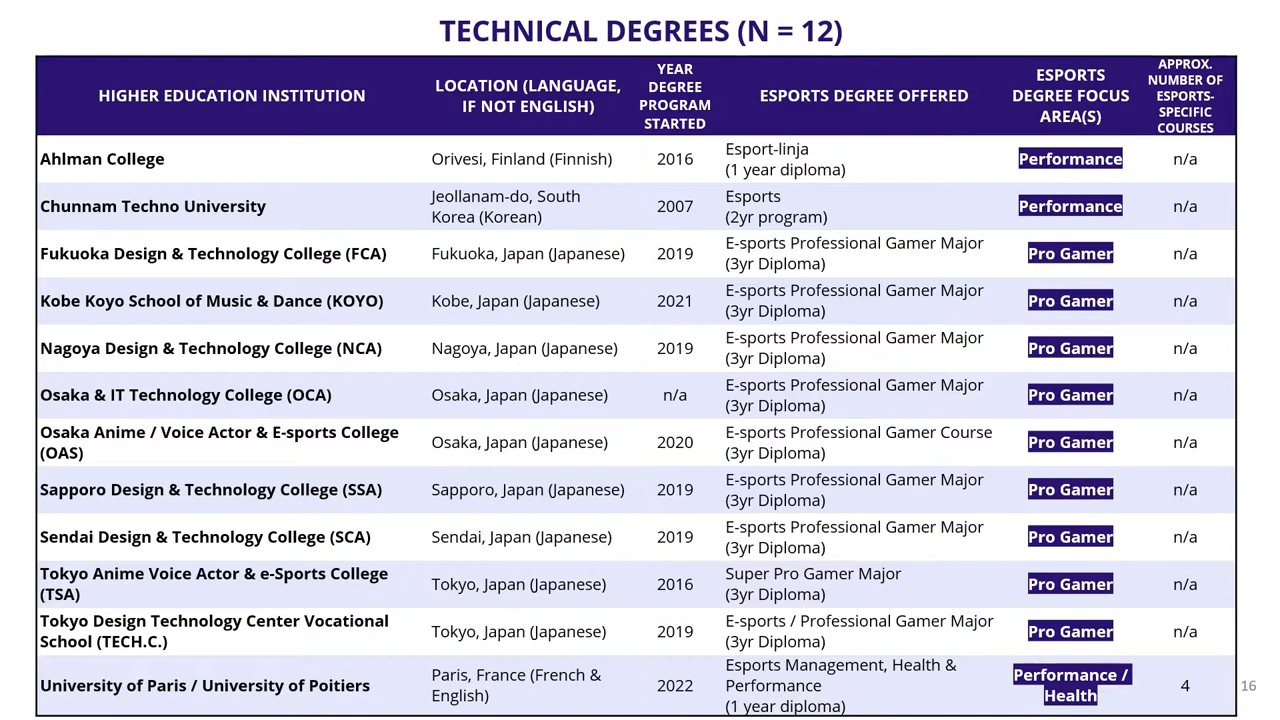 TECHNICAL DEGREES (N = 12)
HIGHER EDUCATION INSTITUTION
LOCATION (LANGUAGE,
IF NOT ENGLISH)
YEAR
DEGREE
PROGRAM
STARTED
ESPORTS DEGREE OFFERED
ESPORTS
DEGREE FOCUS
AREA(S)
APPROX.
NUMBER OF
ESPORTS-
SPECIFIC
COURSES
Ahlman College
Orivesi, Finland (Finnish)
2016
Esport-linja
(1 year diploma)
Performance
n/a
Chunnam Techno University
Jeollanam-do, South
Korea (Korean)
2007
Esports
(2yr program)
Performance
n/a
Fukuoka Design & Technology College (FCA)
Fukuoka, Japan (Japanese)
2019
E-sports Professional Gamer Major
(3yr Diploma)
Pro Gamer
n/a
Kobe Koyo School of Music & Dance (KOYO)
Kobe, Japan (Japanese)
2021
E-sports Professional Gamer Major
(3yr Diploma)
Pro Gamer
n/a
Nagoya Design & Technology College (NCA)
Nagoya, Japan (Japanese)
2019
E-sports Professional Gamer Major
(3yr Diploma)
Pro Gamer
n/a
Osaka & IT Technology College (OCA)
Osaka, Japan (Japanese)
n/a
E-sports Professional Gamer Major
(3yr Diploma)
Pro Gamer
n/a
Osaka Anime / Voice Actor & E-sports College
(OAS)
Osaka, Japan (Japanese)
2020
E-sports Professional Gamer Course
(3yr Diploma)
Pro Gamer
n/a
Sapporo Design & Technology College (SSA)
Sapporo, Japan (Japanese)
2019
E-sports Professional Gamer Major
(3yr Diploma)
Pro Gamer
n/a
Sendai Design & Technology College (SCA)
Sendai, Japan (Japanese)
2019
E-sports Professional Gamer Major
(3yr Diploma)
Pro Gamer
n/a
Tokyo Anime Voice Actor & e-Sports College
(TSA)
Tokyo, Japan (Japanese)
2016
Super Pro Gamer Major
(3yr Diploma)
Pro Gamer
n/a
Tokyo Design Technology Center Vocational
School (TECH.C.)
Tokyo, Japan (Japanese)
2019
E-sports / Professional Gamer Major
(3yr Diploma)
Pro Gamer
n/a
University of Paris / University of Poitiers
Paris, France (French &
English)
2022
Esports Management, Health &
Performance
(1 year diploma)
Performance /
Health
4
16